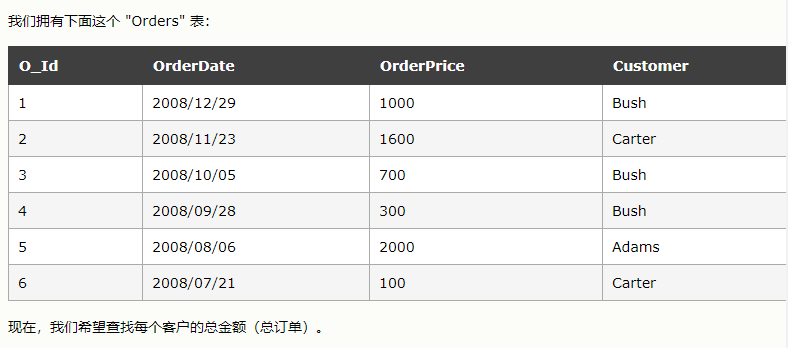 我们拥有下面这个 "Orders" 表：
O_Id OrderDate OrderPrice Customer
1 2008/12/29 1000 Bush
2 2008/11/23 1600 Carter
3 2008/10/05 700 Bush
4 2008/09/28 300 Bush
5 2008/08/06 2000 Adams
6 2008/07/21 100 Carter
现在，我们希望查找每个客户的总金额（总订单）。